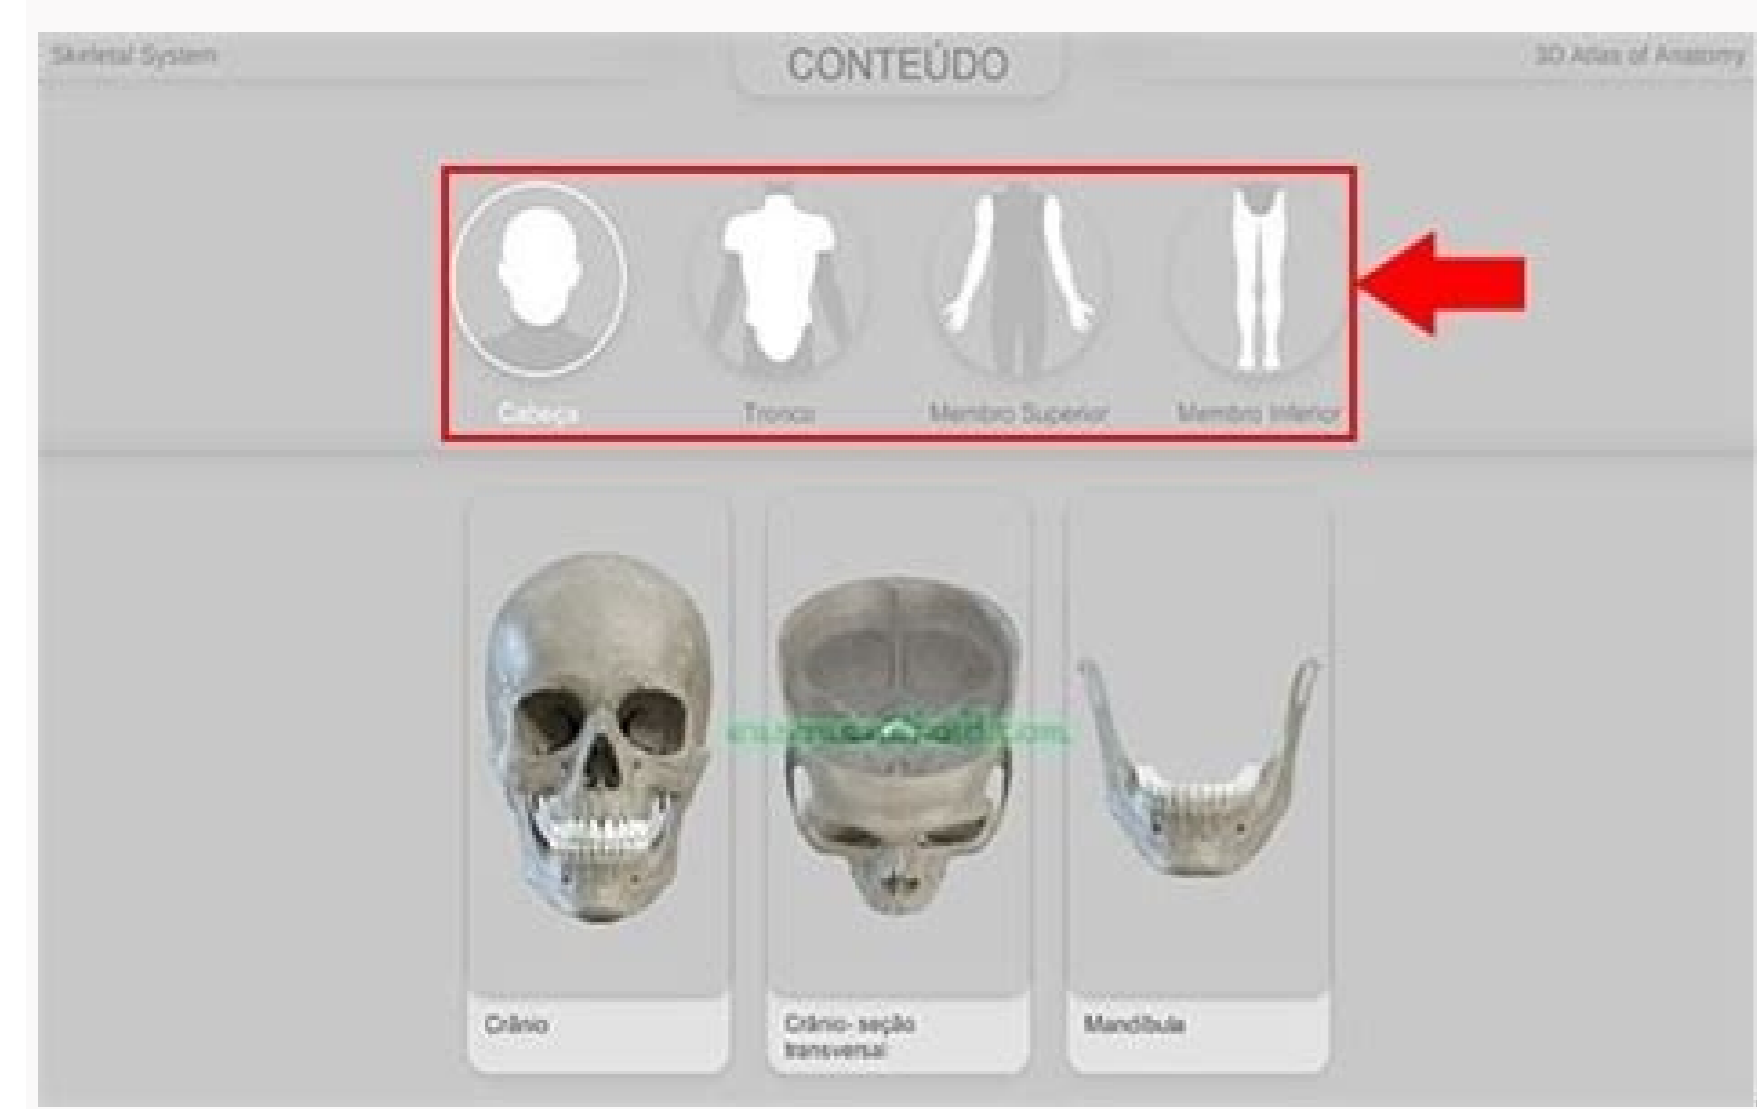 Skeletal System
CONTEÚDO
3D Atlas of Anatomy
Cabeça
Tronco
Membro Superior
Membro Inferior
Crânio
Crânio- seção
transversal
Mandíbula